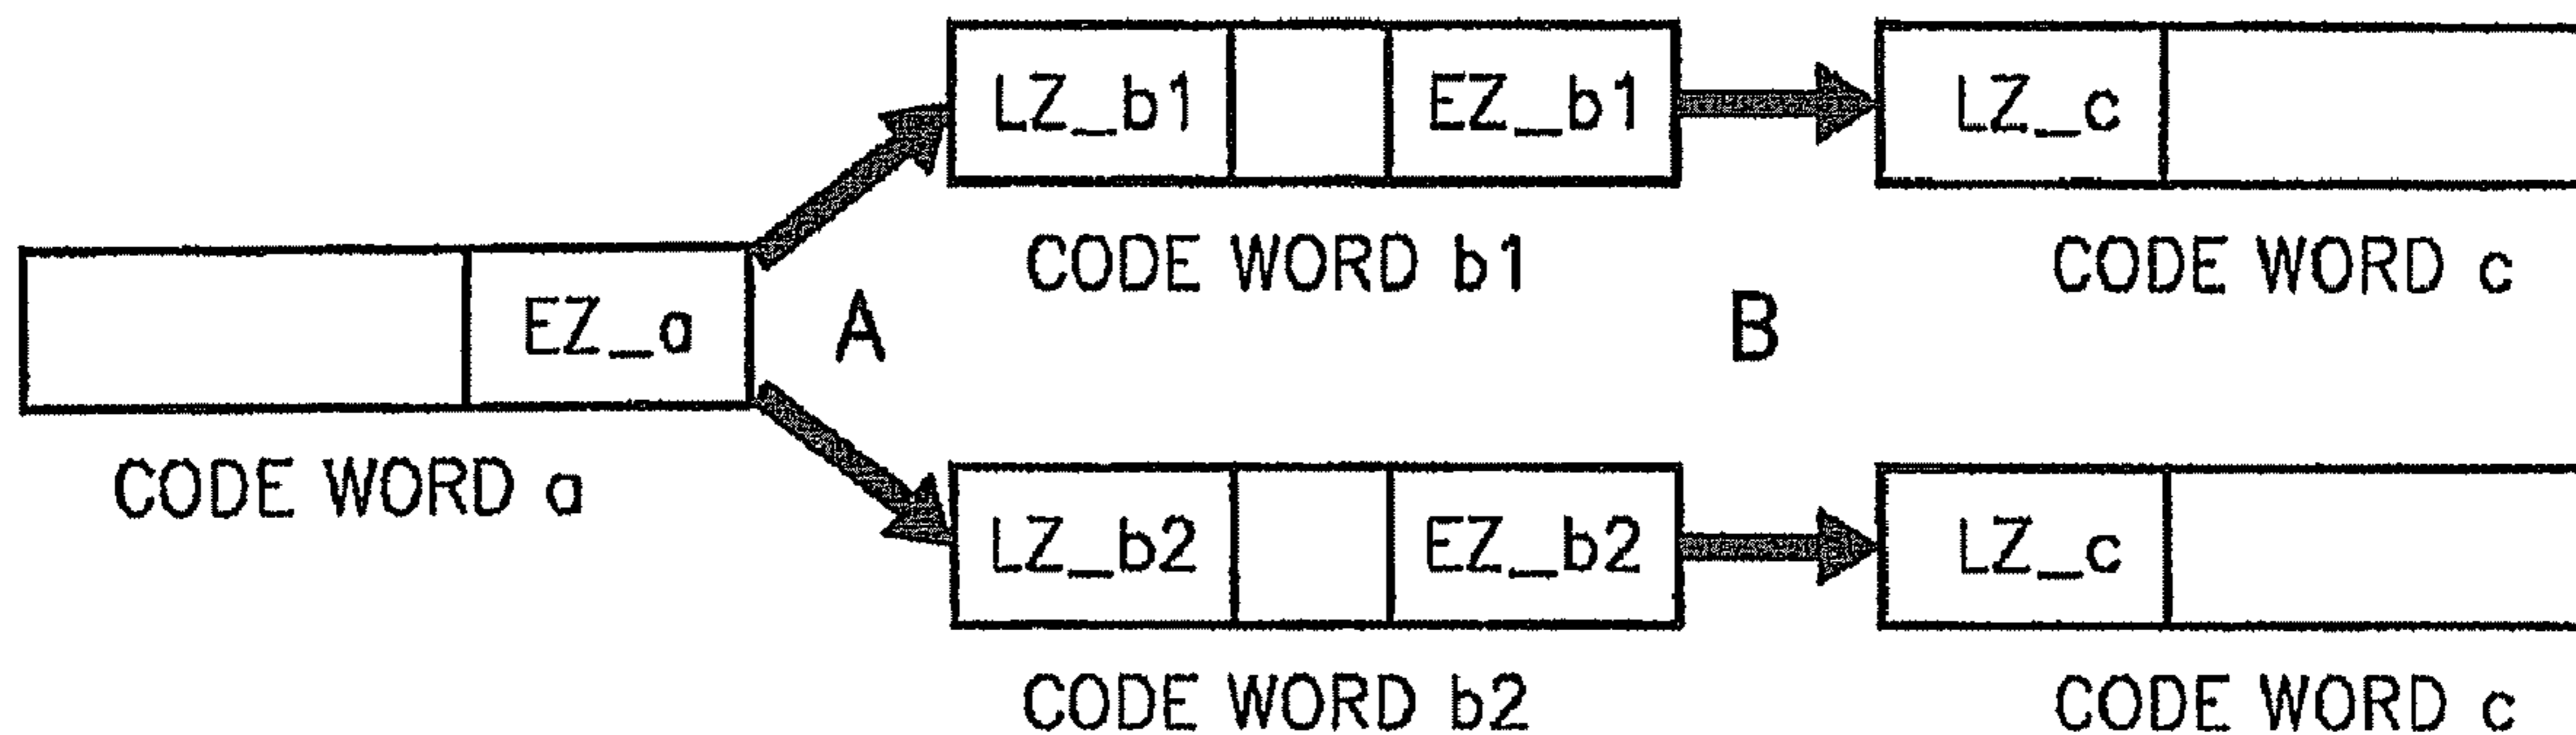 LZ_b1 EZ_b1 LZ_c
CODE WORD b1 CODE WORD c
EZ_a A B
CODE WORD a
LZ_b2 EZ_b2 LZ_c
CODE WORD b2 CODE WORD c